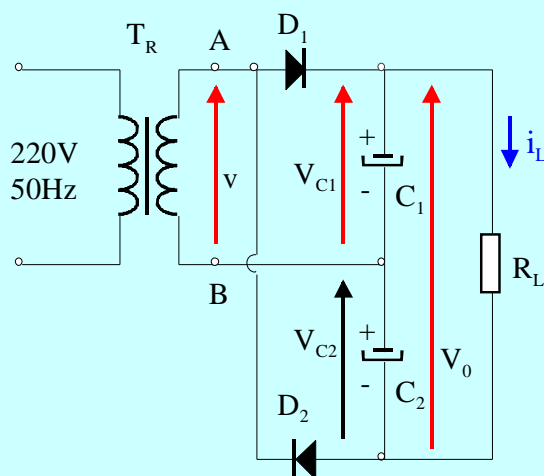 T_R
A
D_1
220V
50Hz
v
V_C1
+
-
C_1
i_L
R_L
B
V_C2
+
-
C_2
V_0
D_2